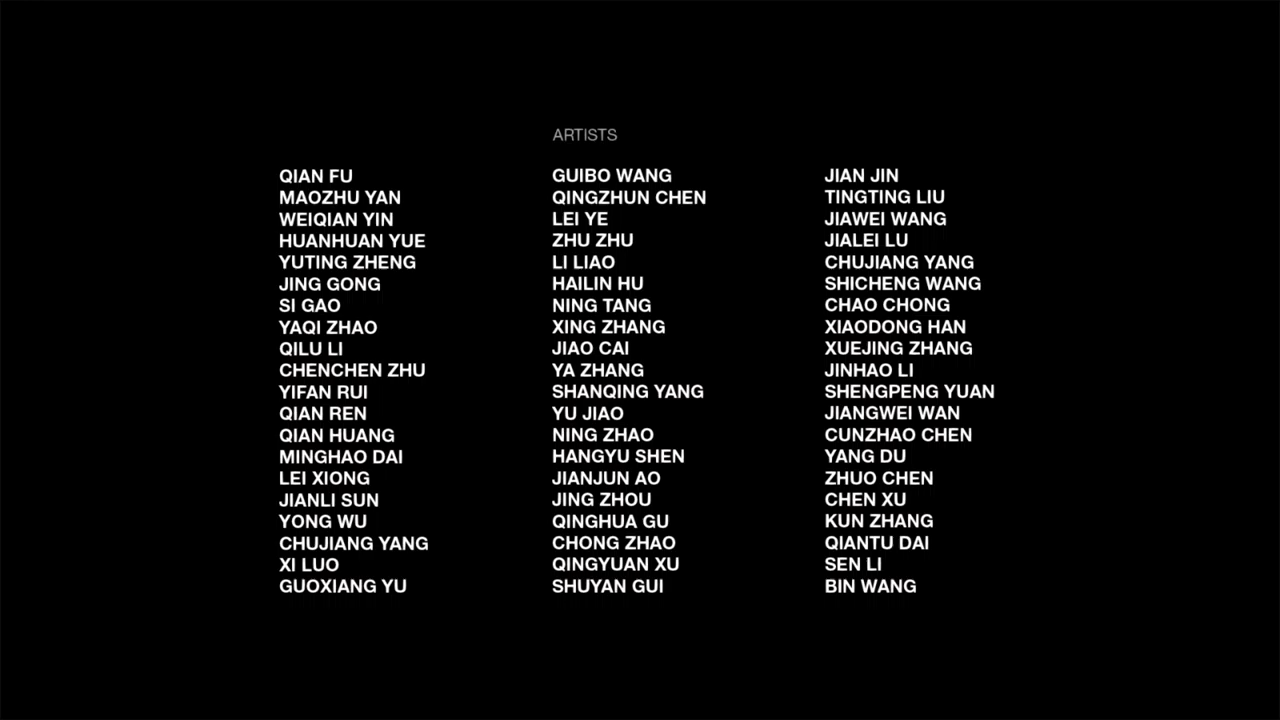 ARTISTS
QIAN FU
MAOZHU YAN
WEIQIAN YIN
HUANHUAN YUE
YUTING ZHENG
JING GONG
SI GAO
YAQI ZHAO
QILU LI
CHENCHEN ZHU
YIFAN RUI
QIAN REN
QIAN HUANG
MINGHAO DAI
LEI XIONG
JIANLI SUN
YONG WU
CHUJIANG YANG
XI LUO
GUOXIANG YU
GUIBO WANG
QINGZHUN CHEN
LEI YE
ZHU ZHU
LI LIAO
HAILIN HU
NING TANG
XING ZHANG
JIAO CAI
YA ZHANG
SHANQING YANG
YU JIAO
NING ZHAO
HANGYU SHEN
JIANJUN AO
JING ZHOU
QINGHUA GU
CHONG ZHAO
QINGYUAN XU
SHUYAN GUI
JIAN JIN
TINGTING LIU
JIAWEI WANG
JIALEI LU
CHUJIANG YANG
SHICHENG WANG
CHAO CHONG
XIAODONG HAN
XUEJING ZHANG
JINHAO LI
SHENGPENG YUAN
JIANGWEI WAN
CUNZHAO CHEN
YANG DU
ZHUO CHEN
CHEN XU
KUN ZHANG
QIANTU DAI
SEN LI
BIN WANG